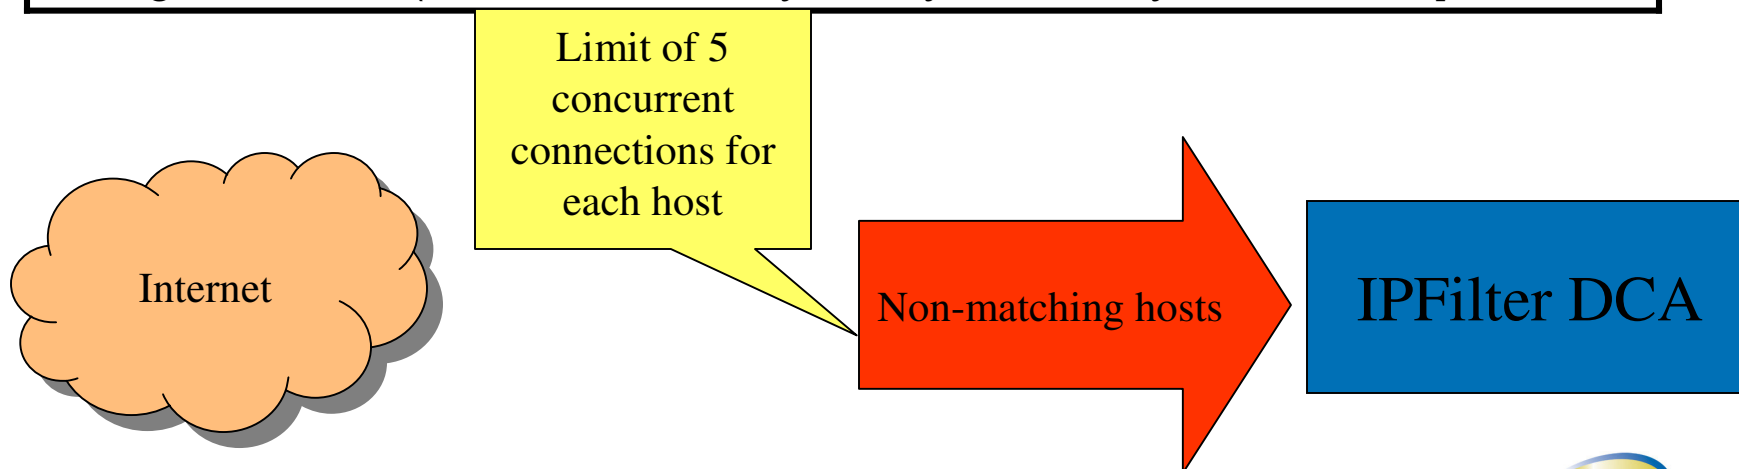 Limit of 5
concurrent
connections for
each host
Internet
Non-matching hosts
IPFilter DCA